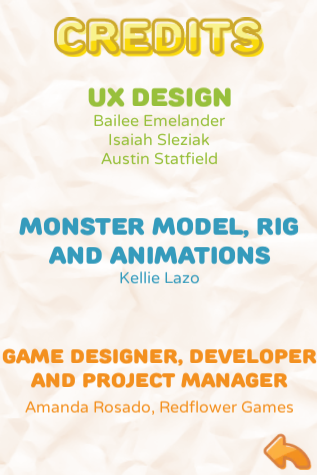 CREDITS
UX DESIGN
Bailee Emelander
Isaiah Sleziak
Austin Statfield
MONSTER MODEL, RIG
AND ANIMATIONS
Kellie Lazo
GAME DESIGNER, DEVELOPER
AND PROJECT MANAGER
Amanda Rosado, Redflower Games